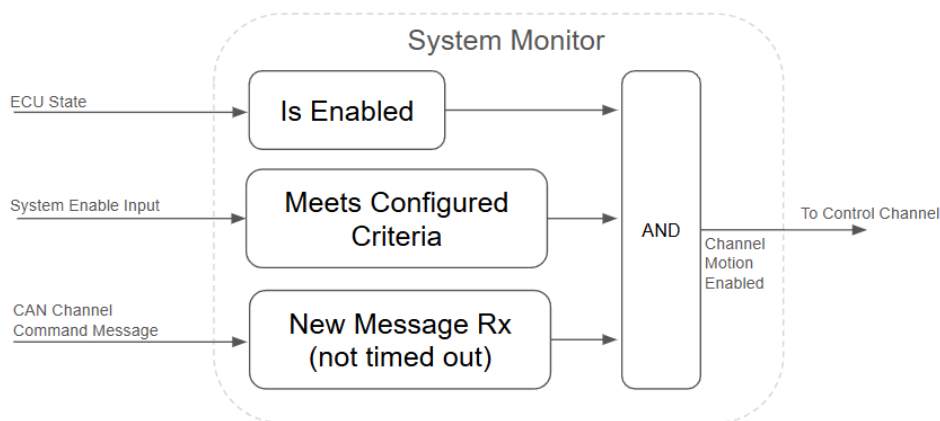 System Monitor
ECU State
Is Enabled
System Enable Input
Meets Configured
Criteria
CAN Channel
Command Message
New Message Rx
(not timed out)
AND
Channel
Motion
Enabled
To Control Channel